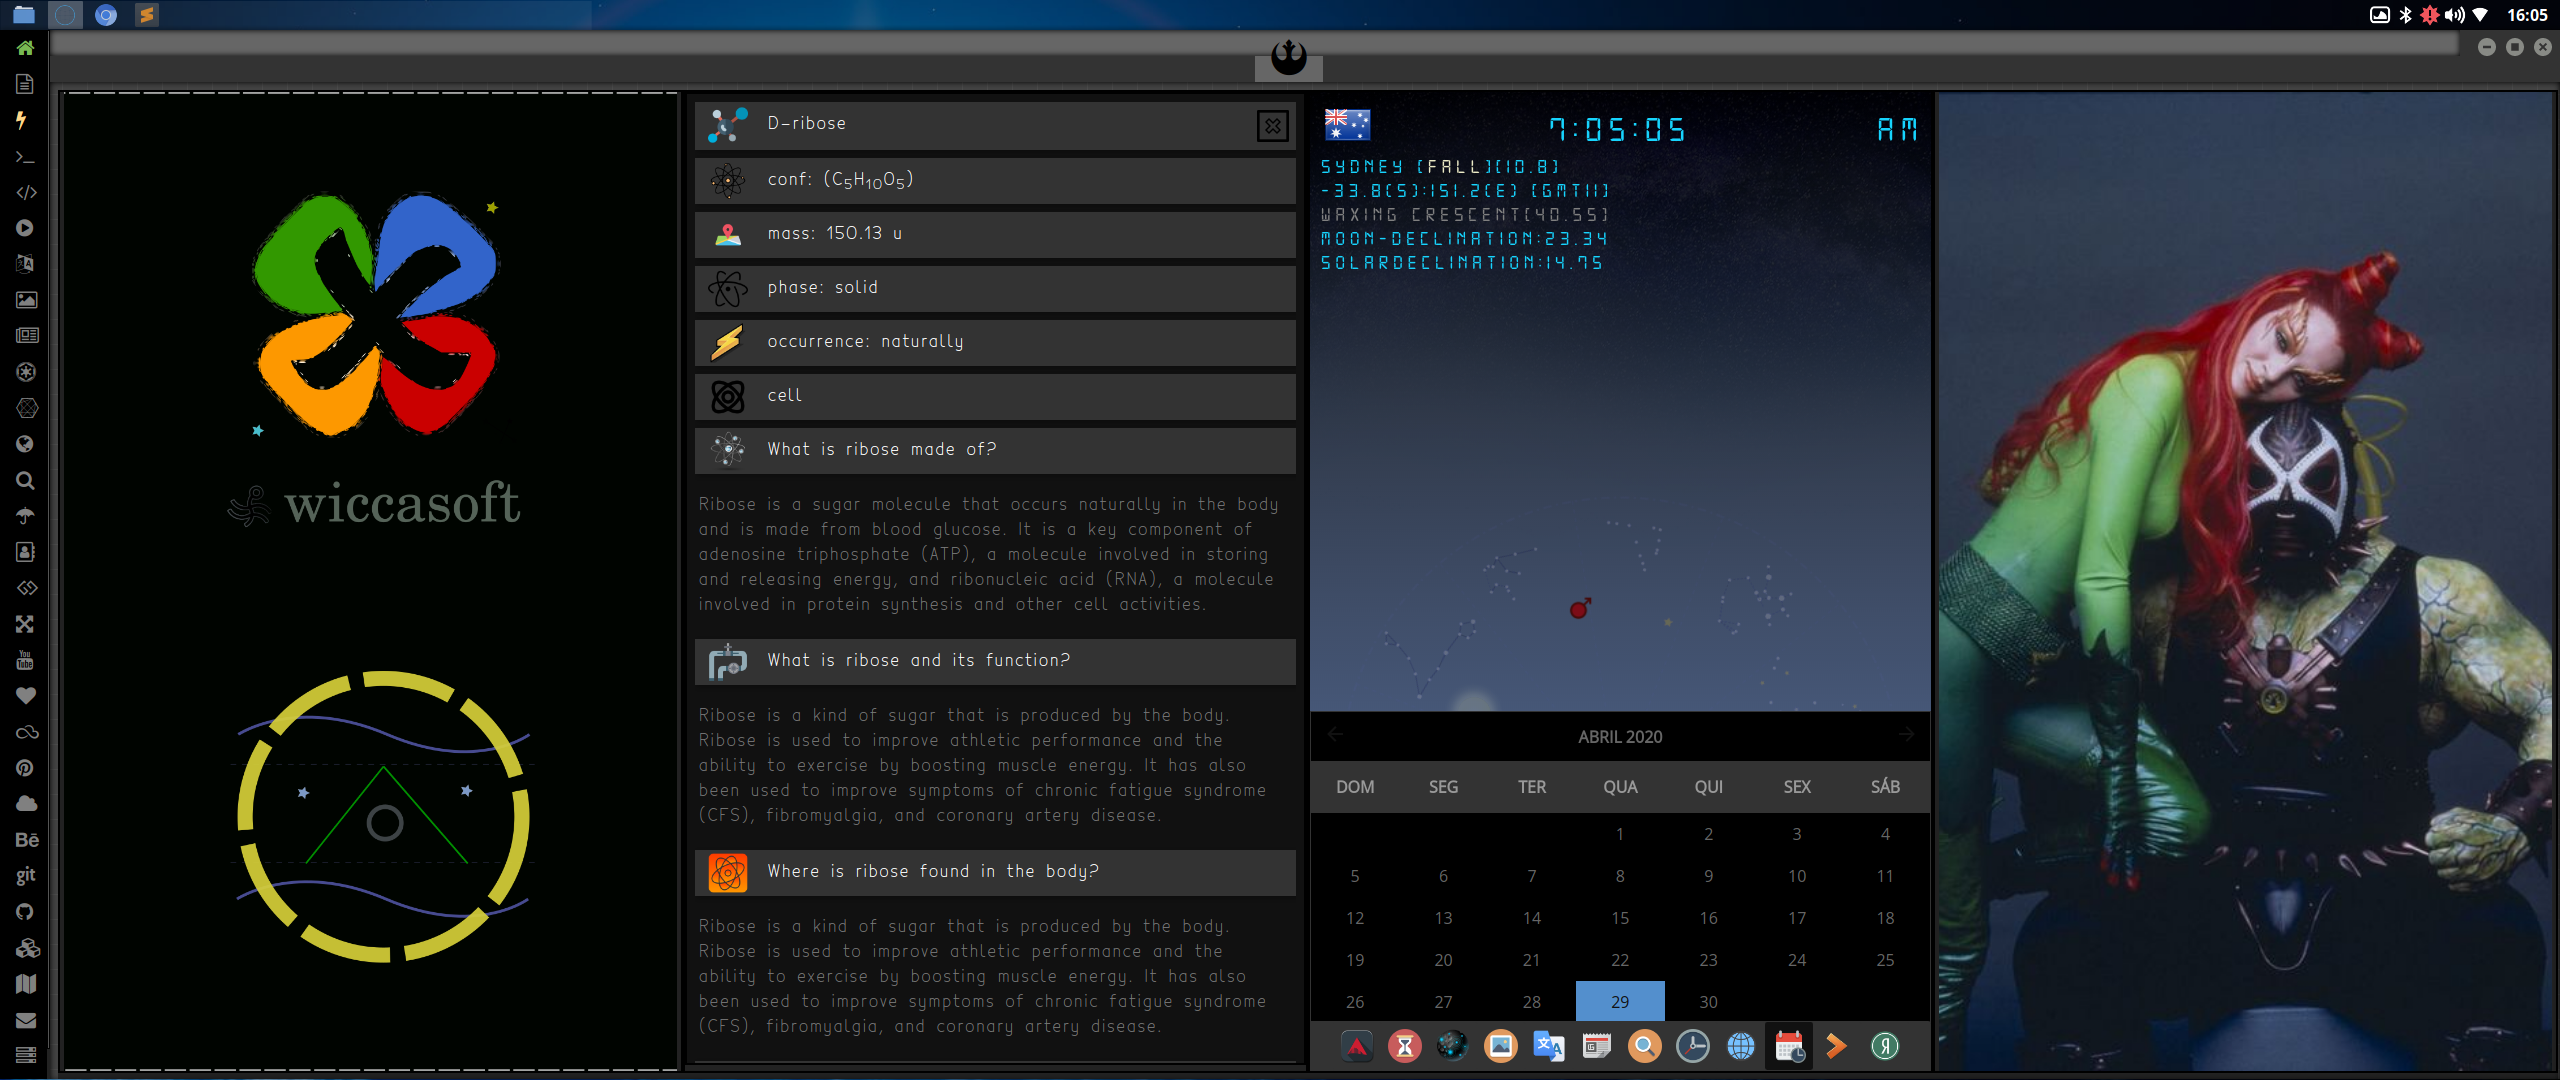 16:05
You
Tube
Bē
git
wiccasoft
D-ribose
conf: (C₅H₁₀O₅)
mass: 150.13 u
phase: solid
occurrence: naturally
cell
What is ribose made of?
Ribose is a sugar molecule that occurs naturally in the body
and is made from blood glucose. It is a key component of
adenosine triphosphate (ATP), a molecule involved in storing
and releasing energy, and ribonucleic acid (RNA), a molecule
involved in protein synthesis and other cell activities.
What is ribose and its function?
Ribose is a kind of sugar that is produced by the body.
Ribose is used to improve athletic performance and the
ability to exercise by boosting muscle energy. It has also
been used to improve symptoms of chronic fatigue syndrome
(CFS), fibromyalgia, and coronary artery disease.
Where is ribose found in the body?
Ribose is a kind of sugar that is produced by the body.
Ribose is used to improve athletic performance and the
ability to exercise by boosting muscle energy. It has also
been used to improve symptoms of chronic fatigue syndrome
(CFS), fibromyalgia, and coronary artery disease.
7:05:05 AM
SYDNEY [FALL][10.8]
-33.8(S):151.2(E) [GMT11]
WAXING CRESCENT[40.55]
MOON-DECLINATION:23.34
SOLARDECLINATION:14.75
ABRIL 2020
DOM SEG TER QUA QUI SEX SÁB
1 2 3 4
5 6 7 8 9 10 11
12 13 14 15 16 17 18
19 20 21 22 23 24 25
26 27 28 29 30